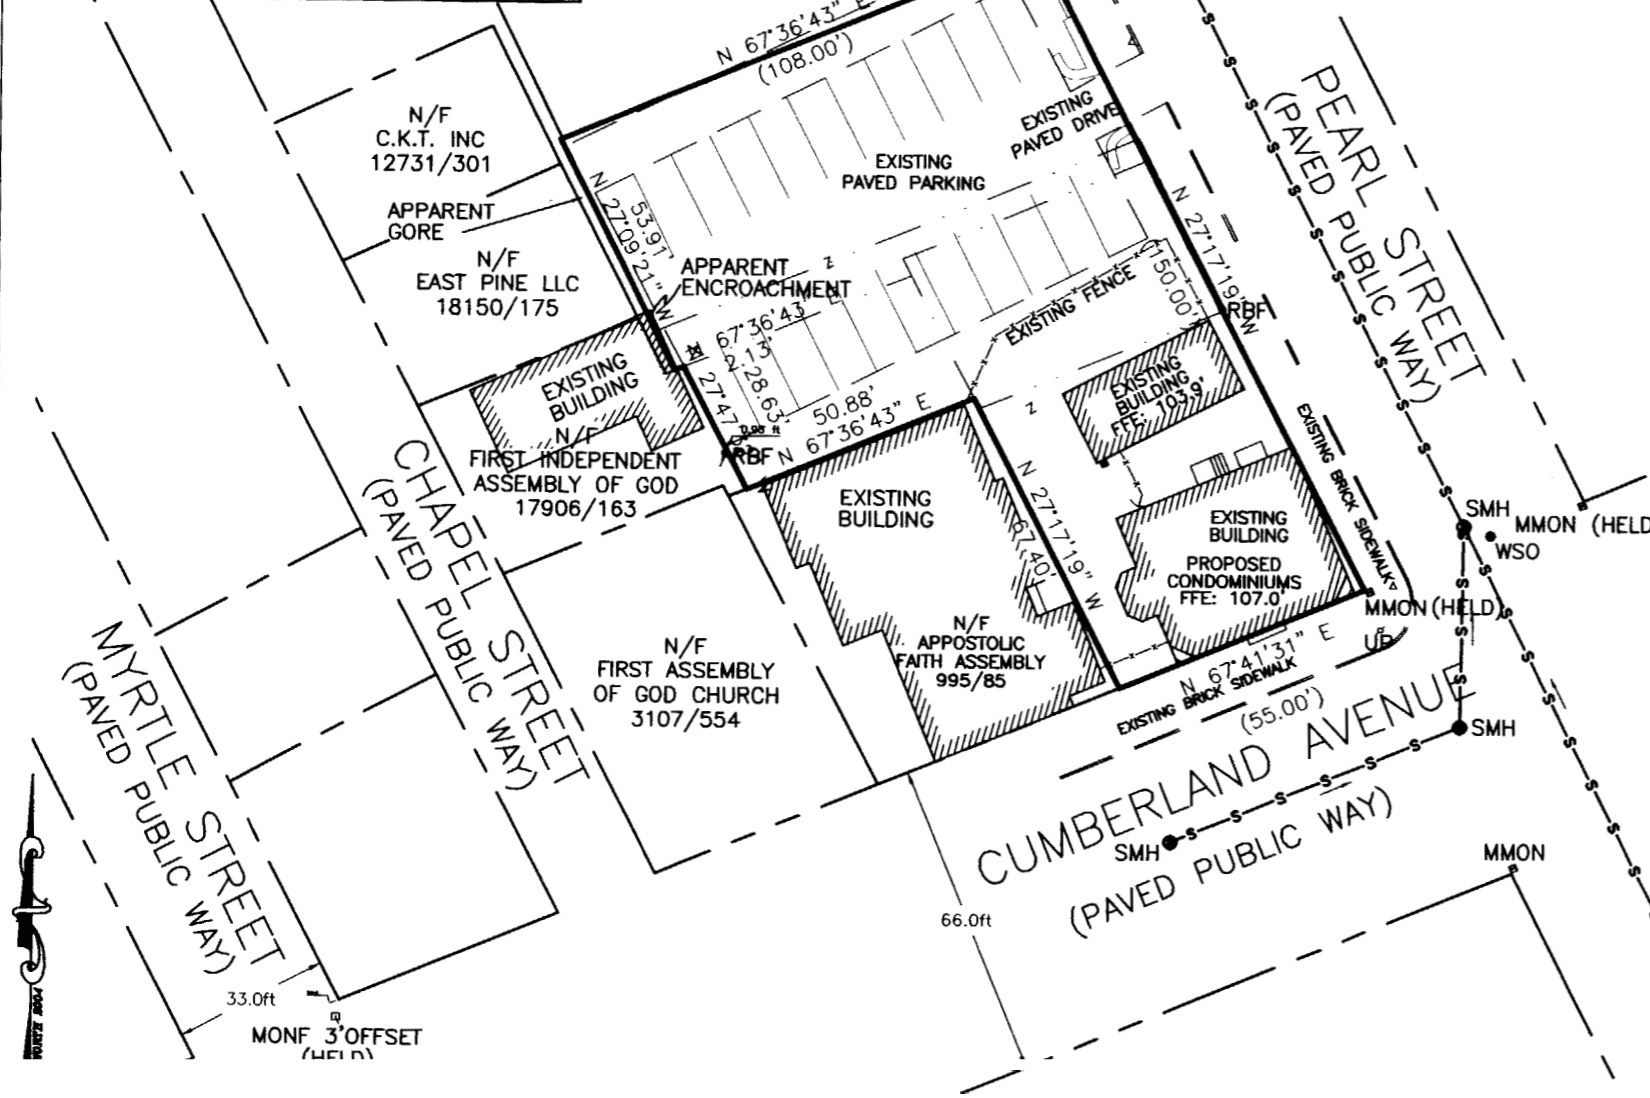 N 67°36'43" E
(108.00')
N/F
C.K.T. INC
12731/301
APPARENT
GORE
N/F
EAST PINE LLC
18150/175
EXISTING
PAVED DRIVE
EXISTING
PAVED PARKING
N 27°09'21" W
53.91'
APPARENT
ENCROACHMENT
67°36'43"
2.13'
28.63'
N 27°47'
0.98 ft
RBF
50.88'
N 67°36'43" E
EXISTING FENCE
(150.00')
N 27°17'19" W
RBF
PEARL STREET
(PAVED PUBLIC WAY)
EXISTING
BUILDING
N/F
FIRST INDEPENDENT
ASSEMBLY OF GOD
17906/163
EXISTING
BUILDING
FFE: 103.9'
EXISTING
BUILDING
N 27°17'19" W
67.40'
EXISTING
BUILDING
PROPOSED
CONDOMINIUMS
FFE: 107.0'
EXISTING BRICK SIDEWALK
SMH
MMON (HELD
WSO
MMON (HELD)
UP
CHAPEL STREET
(PAVED PUBLIC WAY)
N/F
FIRST ASSEMBLY
OF GOD CHURCH
3107/554
N/F
APPOSTOLIC
FAITH ASSEMBLY
995/85
N 67°41'31" E
EXISTING BRICK SIDEWALK
(55.00')
SMH
CUMBERLAND AVENUE
(PAVED PUBLIC WAY)
SMH
MMON
MYRTLE STREET
(PAVED PUBLIC WAY)
66.0ft
33.0ft
MONF 3'OFFSET
(HELD)